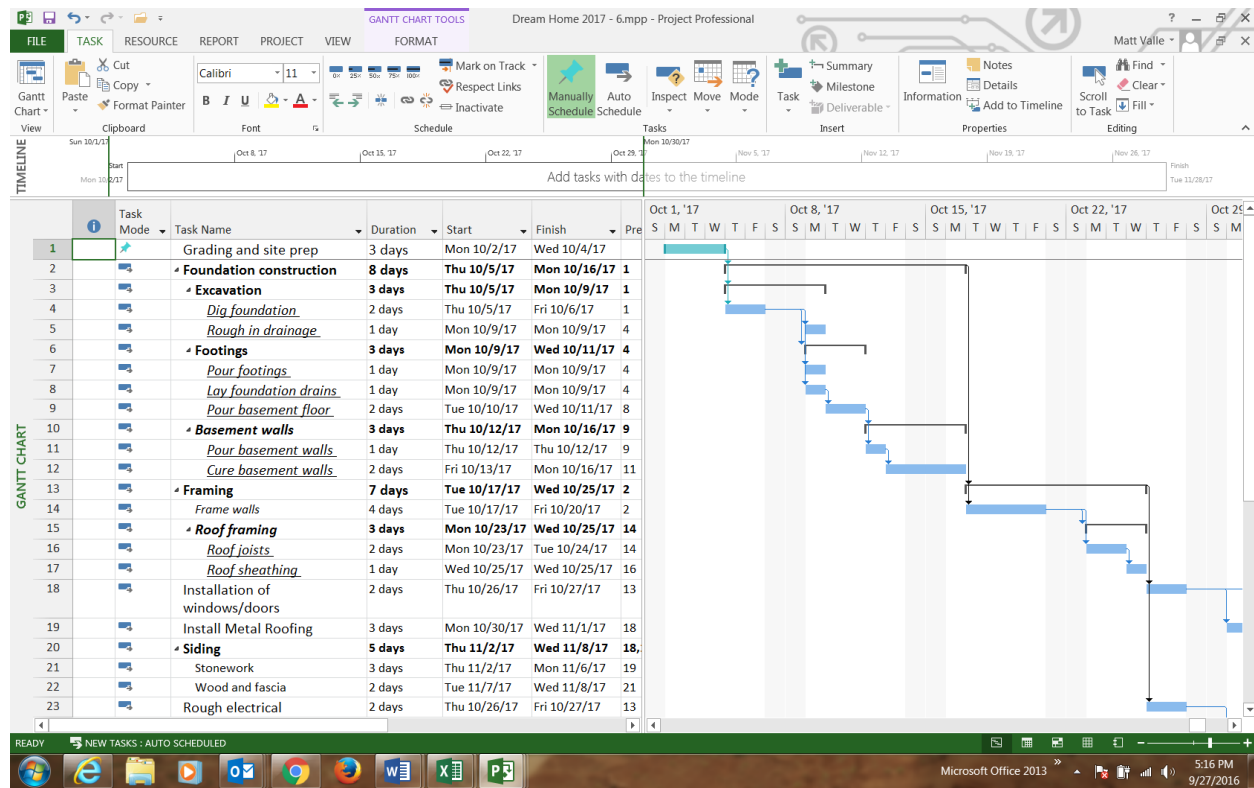 GANTT CHART TOOLS Dream Home 2017 - 6.mpp - Project Professional ?
FILE TASK RESOURCE REPORT PROJECT VIEW FORMAT Matt Valle
Cut
Copy
Format Painter
Calibri 11
B I U A
0× 25× 50× 75× 100×
Mark on Track
Respect Links
Inactivate
Gantt Chart
Paste
Manually Schedule
Auto Schedule
Inspect
Move
Mode
Task
Summary
Milestone
Deliverable
Information
Notes
Details
Add to Timeline
Scroll to Task
Find
Clear
Fill
View Clipboard Font Schedule Tasks Insert Properties Editing
TIMELINE
Sun 10/1/17 Mon 10/30/17
Oct 8, '17 Oct 15, '17 Oct 22, '17 Oct 29, '17 Nov 5, '17 Nov 12, '17 Nov 19, '17 Nov 26, '17
Start
Mon 10/2/17
Add tasks with dates to the timeline
Finish
Tue 11/28/17
GANTT CHART
Task Mode Task Name Duration Start Finish Pre
Oct 1, '17 Oct 8, '17 Oct 15, '17 Oct 22, '17 Oct 29
S M T W T F S S M T W T F S S M T W T F S S M T W T F S S M
1 Grading and site prep 3 days Mon 10/2/17 Wed 10/4/17
2 Foundation construction 8 days Thu 10/5/17 Mon 10/16/17 1
3 Excavation 3 days Thu 10/5/17 Mon 10/9/17 1
4 Dig foundation 2 days Thu 10/5/17 Fri 10/6/17 1
5 Rough in drainage 1 day Mon 10/9/17 Mon 10/9/17 4
6 Footings 3 days Mon 10/9/17 Wed 10/11/17 4
7 Pour footings 1 day Mon 10/9/17 Mon 10/9/17 4
8 Lay foundation drains 1 day Mon 10/9/17 Mon 10/9/17 4
9 Pour basement floor 2 days Tue 10/10/17 Wed 10/11/17 8
10 Basement walls 3 days Thu 10/12/17 Mon 10/16/17 9
11 Pour basement walls 1 day Thu 10/12/17 Thu 10/12/17 9
12 Cure basement walls 2 days Fri 10/13/17 Mon 10/16/17 11
13 Framing 7 days Tue 10/17/17 Wed 10/25/17 2
14 Frame walls 4 days Tue 10/17/17 Fri 10/20/17 2
15 Roof framing 3 days Mon 10/23/17 Wed 10/25/17 14
16 Roof joists 2 days Mon 10/23/17 Tue 10/24/17 14
17 Roof sheathing 1 day Wed 10/25/17 Wed 10/25/17 16
18 Installation of windows/doors 2 days Thu 10/26/17 Fri 10/27/17 13
19 Install Metal Roofing 3 days Mon 10/30/17 Wed 11/1/17 18
20 Siding 5 days Thu 11/2/17 Wed 11/8/17 18,
21 Stonework 3 days Thu 11/2/17 Mon 11/6/17 19
22 Wood and fascia 2 days Tue 11/7/17 Wed 11/8/17 21
23 Rough electrical 2 days Thu 10/26/17 Fri 10/27/17 13
READY NEW TASKS : AUTO SCHEDULED
Microsoft Office 2013 »
5:16 PM
9/27/2016